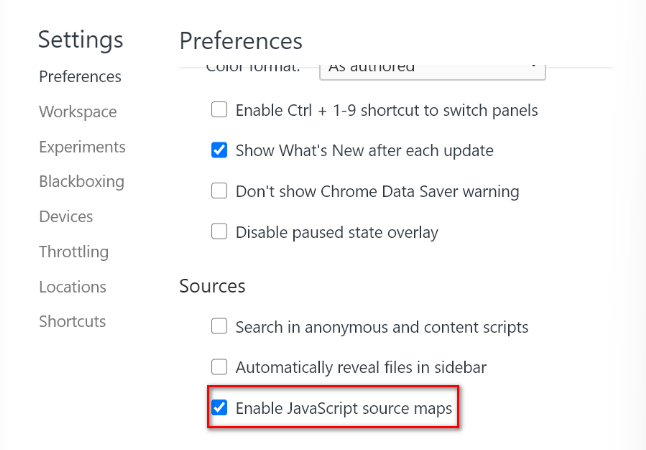 Settings
Preferences
Workspace
Experiments
Blackboxing
Devices
Throttling
Locations
Shortcuts
Preferences
Color format: As authored
Enable Ctrl + 1-9 shortcut to switch panels
Show What's New after each update
Don't show Chrome Data Saver warning
Disable paused state overlay
Sources
Search in anonymous and content scripts
Automatically reveal files in sidebar
Enable JavaScript source maps